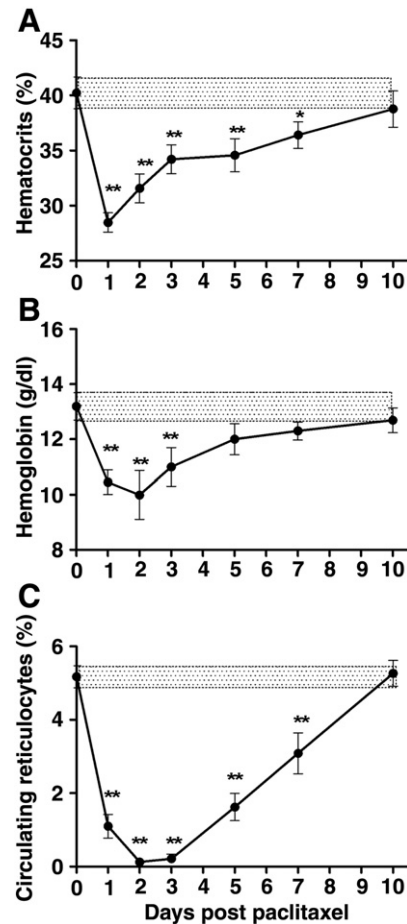 A
45
40
35
30
25
Hematocrits (%)
** ** ** ** *
0 1 2 3 4 5 6 7 8 9 10
B
16
14
12
10
8
Hemoglobin (g/dl)
** ** **
0 1 2 3 4 5 6 7 8 9 10
C
6
4
2
0
Circulating reticulocytes (%)
** ** ** ** **
0 1 2 3 4 5 6 7 8 9 10
Days post paclitaxel